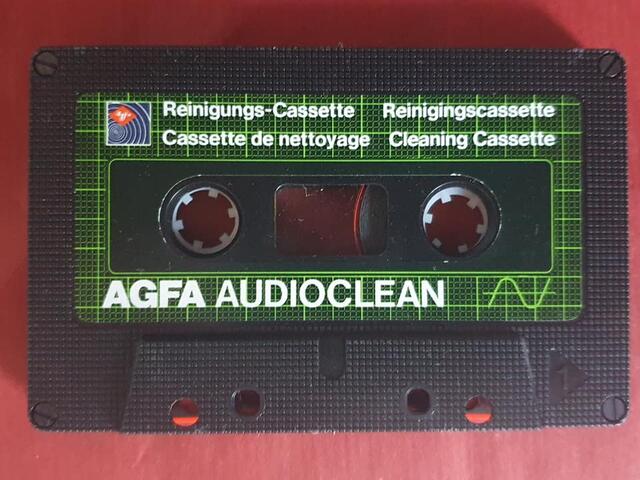 Reinigungs-Cassette Reinigingscassette
Cassette de nettoyage Cleaning Cassette
AGFA AUDIOCLEAN